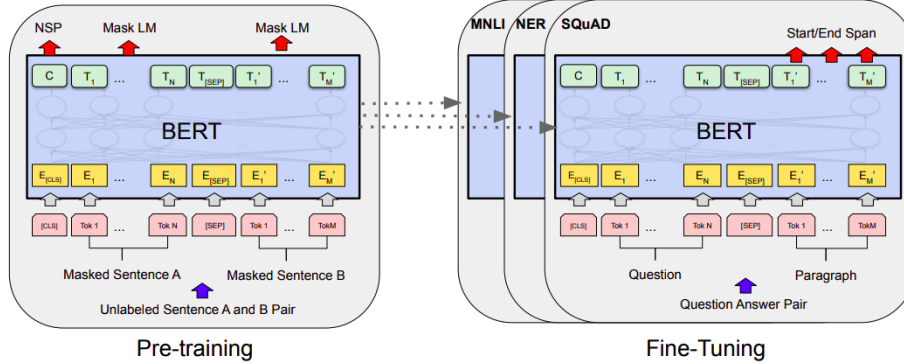 NSP Mask LM Mask LM
C T1 ... TN T[SEP] T1' ... TM'
BERT
E[CLS] E1 ... EN E[SEP] E1' ... EM'
[CLS] Tok 1 ... Tok N [SEP] Tok 1 ... TokM
Masked Sentence A Masked Sentence B
Unlabeled Sentence A and B Pair
Pre-training
MNLI NER SQuAD
Start/End Span
C T1 ... TN T[SEP] T1' ... TM'
BERT
E[CLS] E1 ... EN E[SEP] E1' ... EM'
[CLS] Tok 1 ... Tok N [SEP] Tok 1 ... TokM
Question Paragraph
Question Answer Pair
Fine-Tuning